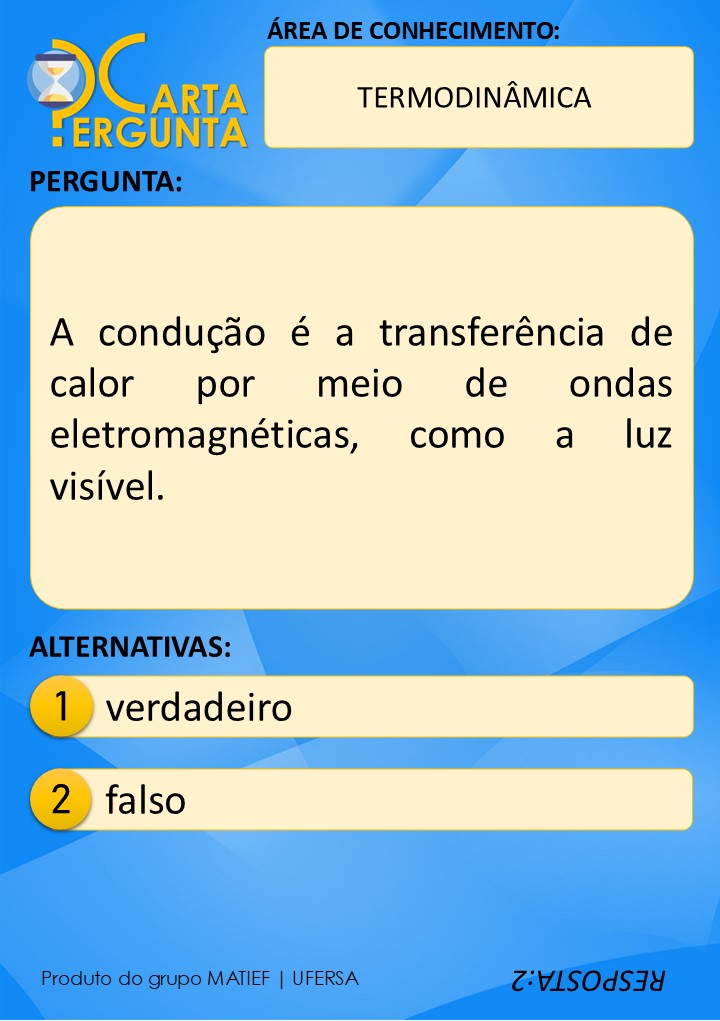 ÁREA DE CONHECIMENTO:
CARTA
PERGUNTA
TERMODINÂMICA
PERGUNTA:
A condução é a transferência de
calor por meio de ondas
eletromagnéticas, como a luz
visível.
ALTERNATIVAS:
1 verdadeiro
2 falso
Produto do grupo MATIEF | UFERSA
RESPOSTA:2